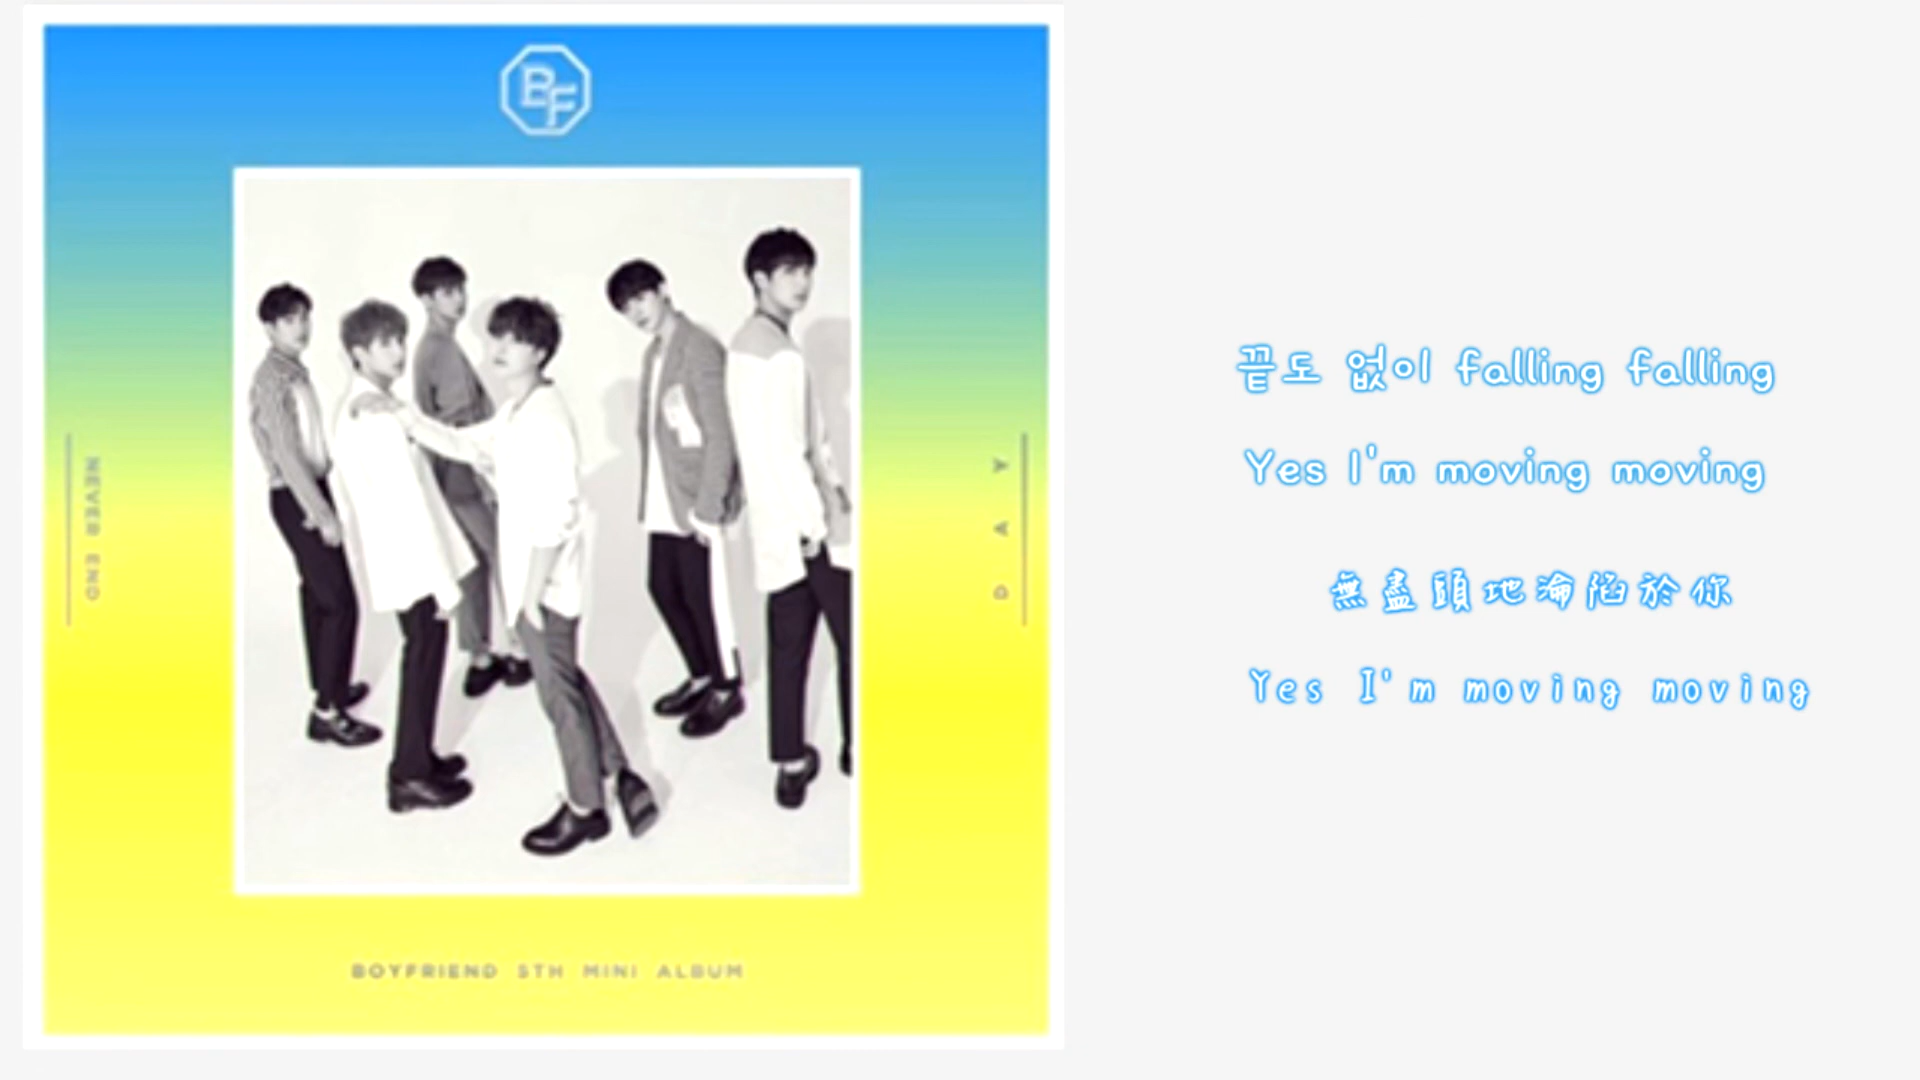 BF
NEVER END
DAY
BOYFRIEND 5TH MINI ALBUM
끝도 없이 falling falling
Yes I'm moving moving
無盡頭地淪陷於你
Yes I'm moving moving